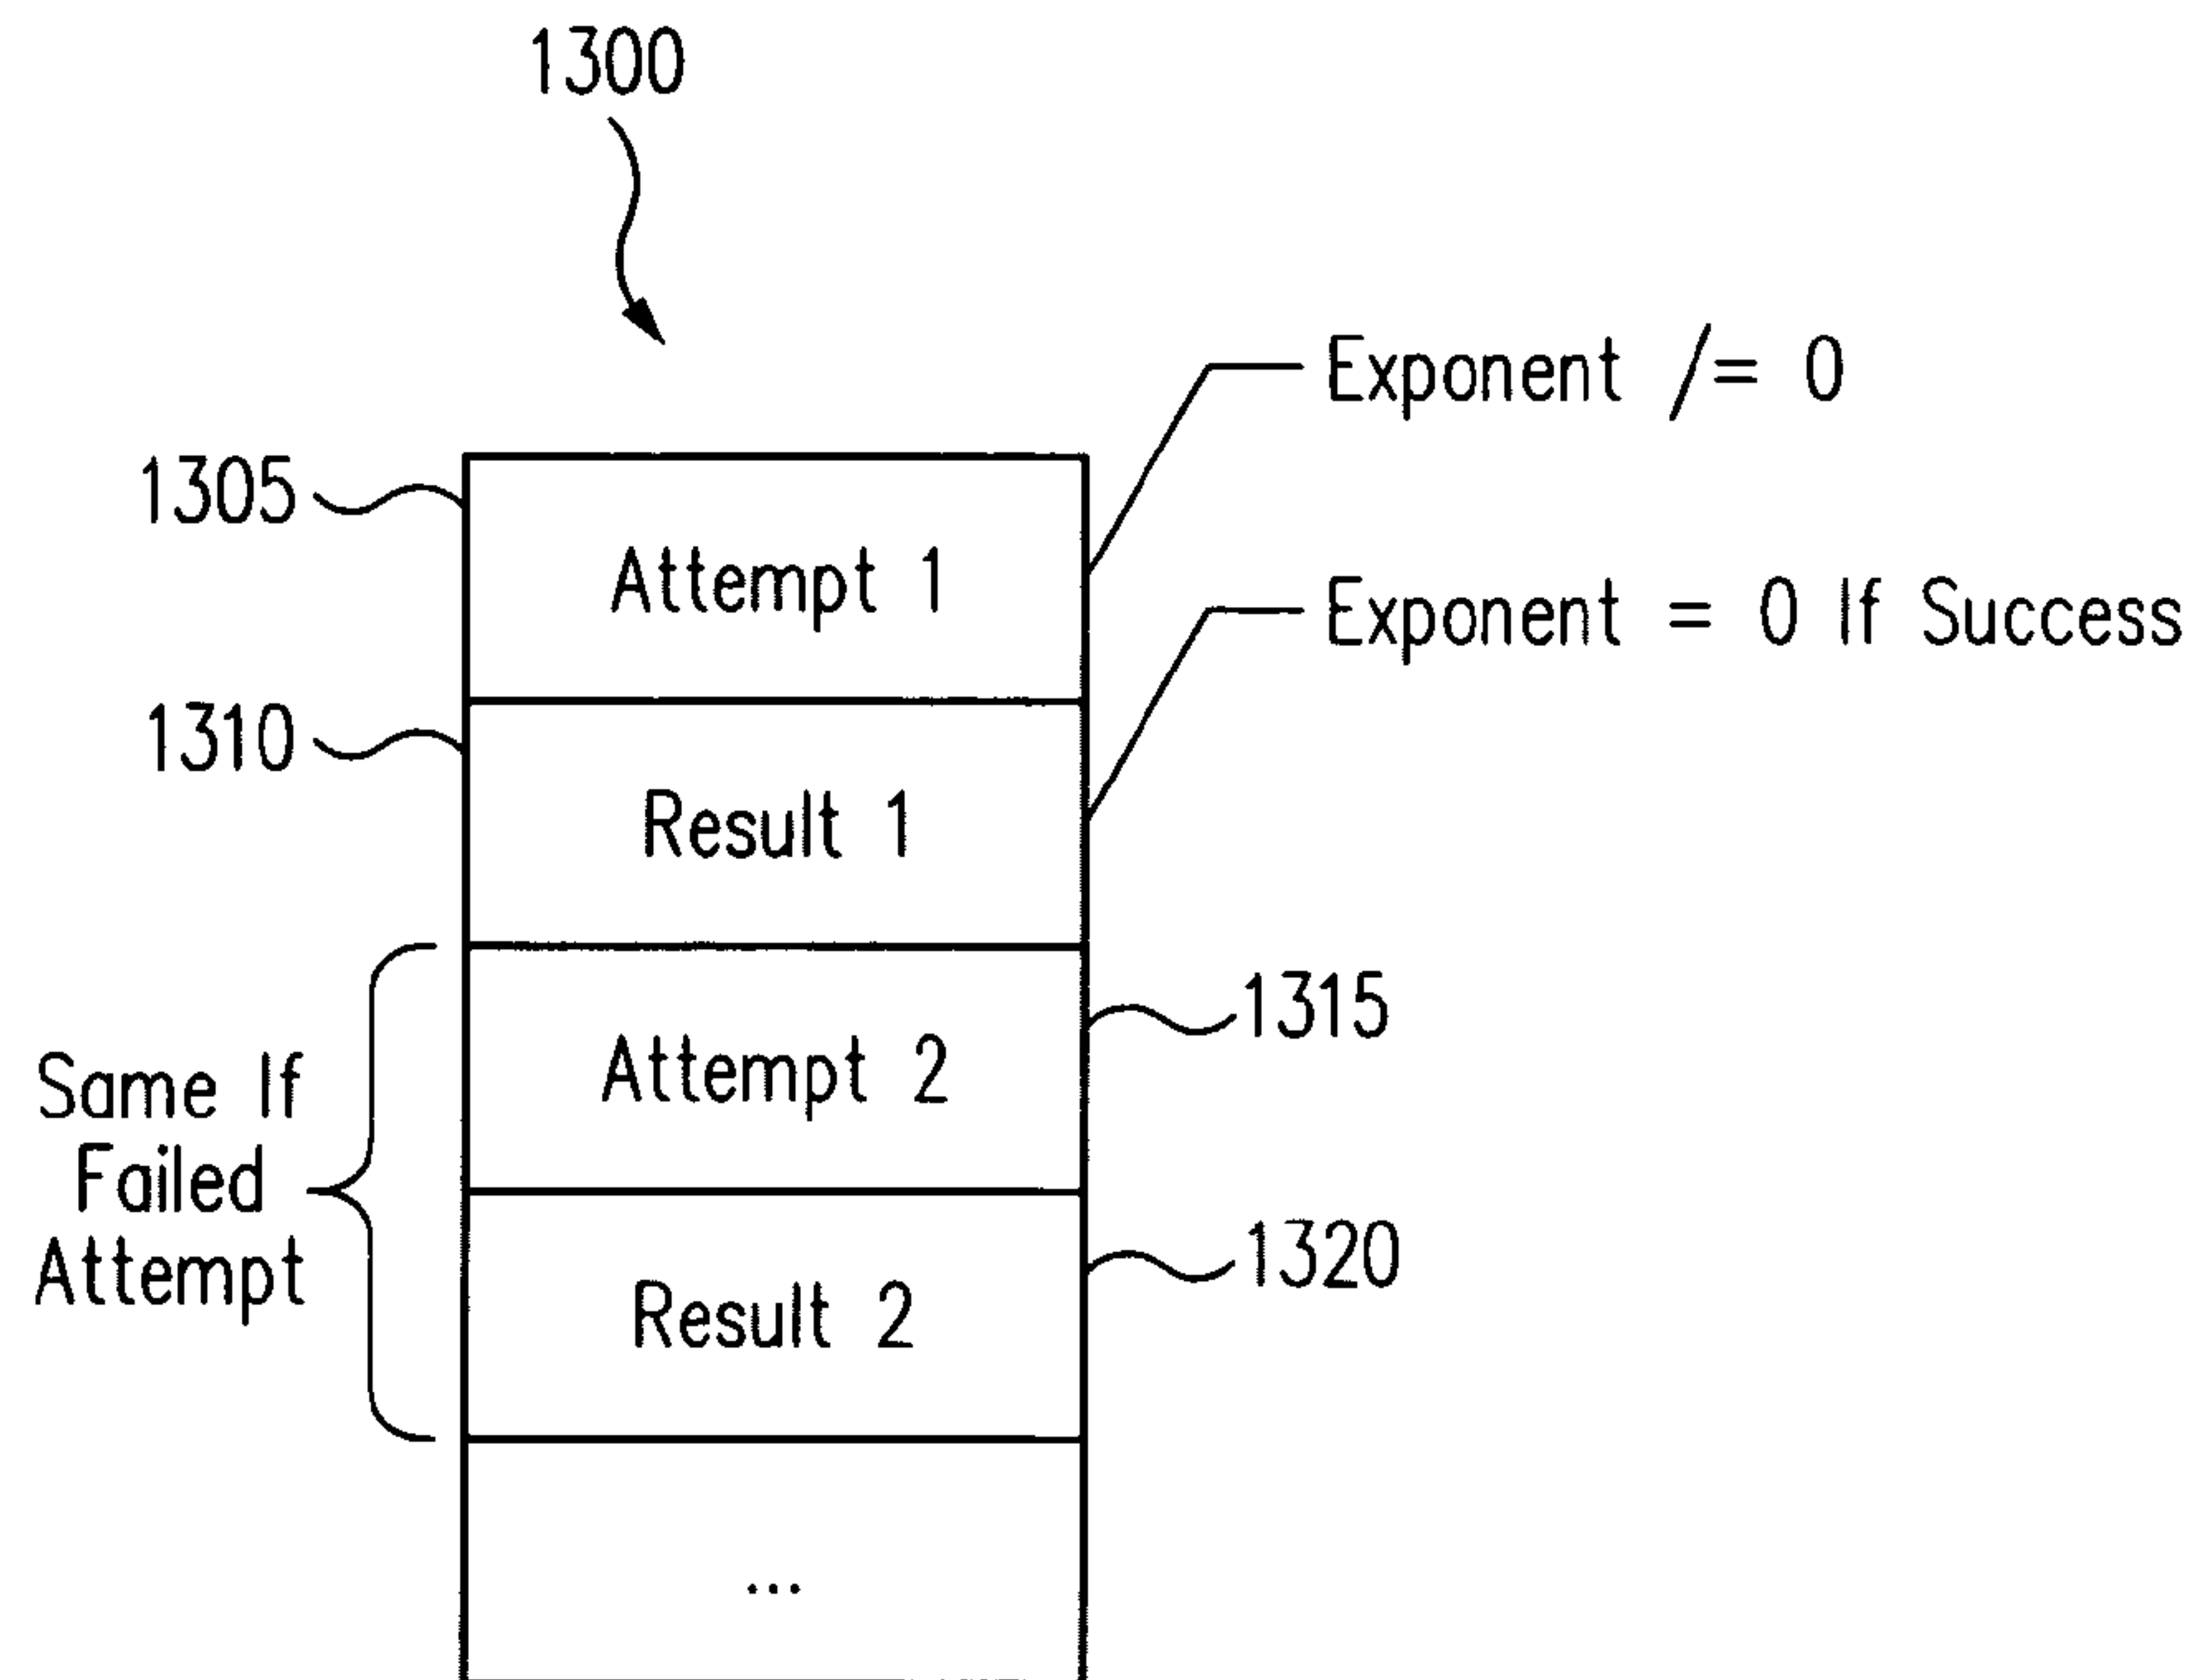 1300
Exponent /= 0
1305
Attempt 1
Exponent = 0 If Success
1310
Result 1
1315
Attempt 2
Same If
Failed
Attempt
1320
Result 2
...